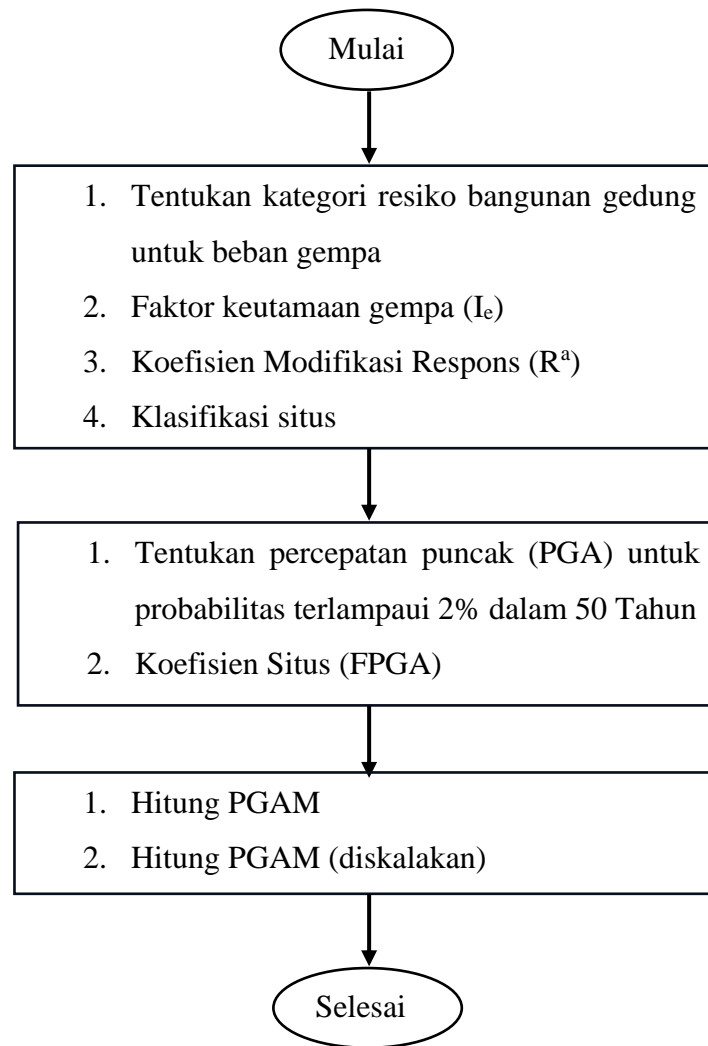 Mulai
1. Tentukan kategori resiko bangunan gedung
untuk beban gempa
2. Faktor keutamaan gempa (Iₑ)
3. Koefisien Modifikasi Respons (Rᵃ)
4. Klasifikasi situs
1. Tentukan percepatan puncak (PGA) untuk
probabilitas terlampaui 2% dalam 50 Tahun
2. Koefisien Situs (FPGA)
1. Hitung PGAM
2. Hitung PGAM (diskalakan)
Selesai